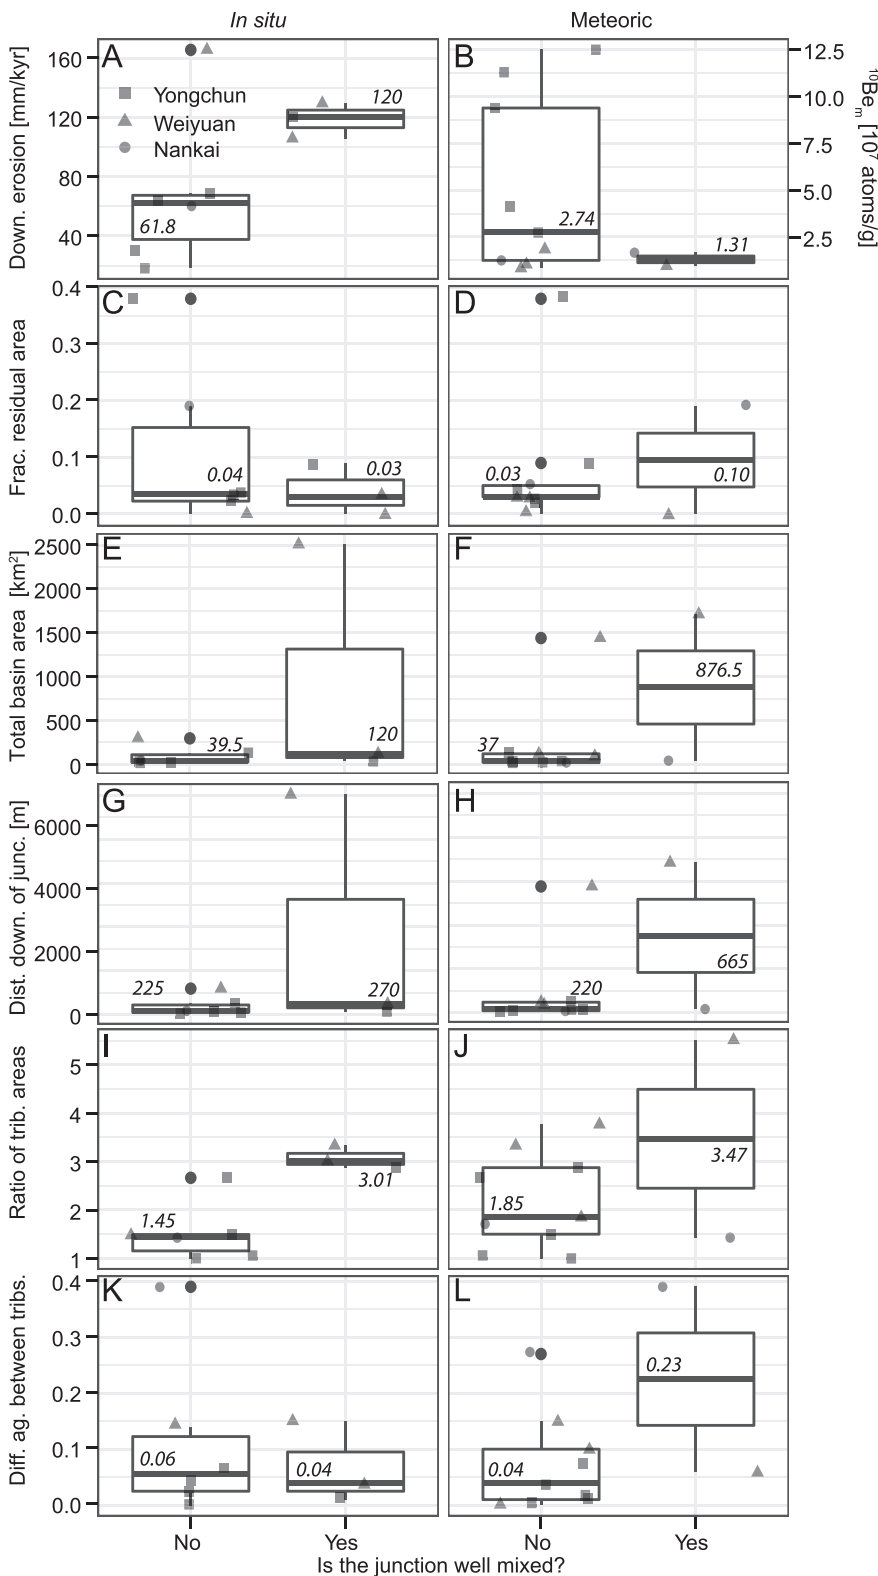 In situ
Meteoric
A
B
Down. erosion [mm/kyr]
160
120
80
40
Yongchun
Weiyuan
Nankai
61.8
120
2.74
1.31
12.5
10.0
7.5
5.0
2.5
¹⁰Beₘ [10⁷ atoms/g]
C
D
Frac. residual area
0.4
0.3
0.2
0.1
0.0
0.04
0.03
0.03
0.10
E
F
Total basin area [km²]
2500
2000
1500
1000
500
0
39.5
120
37
876.5
G
H
Dist. down. of junc. [m]
6000
4000
2000
0
225
270
220
665
I
J
Ratio of trib. areas
5
4
3
2
1
1.45
3.01
1.85
3.47
K
L
Diff. ag. between tribs.
0.4
0.3
0.2
0.1
0.0
0.06
0.04
0.04
0.23
No
Yes
No
Yes
Is the junction well mixed?